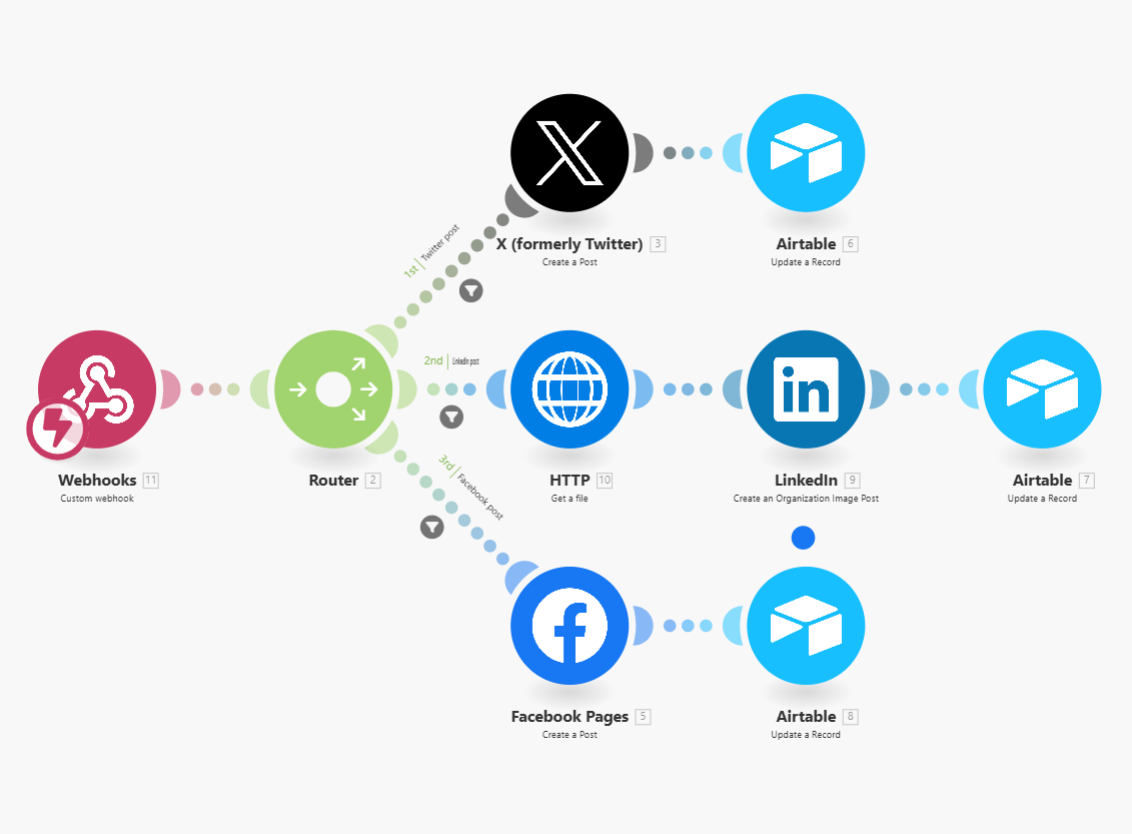 1st | Twitter post
X (formerly Twitter) 3
Create a Post
Airtable 6
Update a Record
2nd | LinkedIn post
Webhooks 11
Custom webhook
Router 2
HTTP 10
Get a file
LinkedIn 9
Create an Organization Image Post
Airtable 7
Update a Record
3rd | Facebook post
Facebook Pages 5
Create a Post
Airtable 8
Update a Record